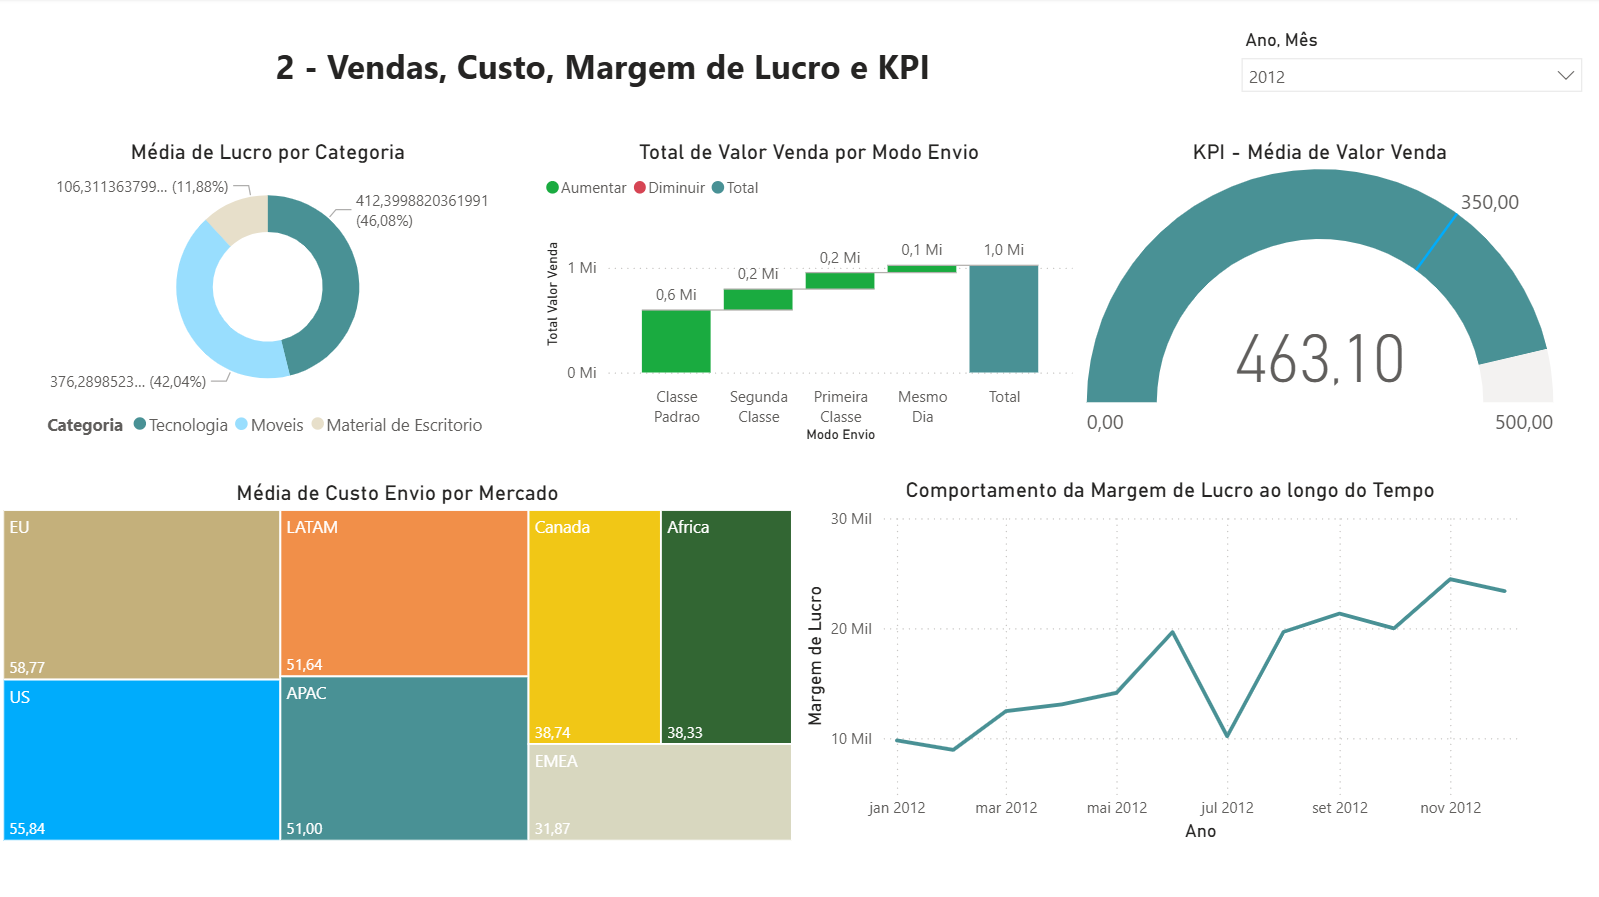 2 - Vendas, Custo, Margem de Lucro e KPI
Ano, Mês
2012
Média de Lucro por Categoria
106,311363799... (11,88%)
412,3998820361991
(46,08%)
376,2898523... (42,04%)
Categoria Tecnologia Moveis Material de Escritorio
Total de Valor Venda por Modo Envio
Aumentar Diminuir Total
Total Valor Venda
1 Mi
0 Mi
0,6 Mi
0,2 Mi
0,2 Mi
0,1 Mi
1,0 Mi
Classe
Padrao
Segunda
Classe
Primeira
Classe
Mesmo
Dia
Total
Modo Envio
KPI - Média de Valor Venda
350,00
463,10
0,00
500,00
Média de Custo Envio por Mercado
EU
58,77
US
55,84
LATAM
51,64
APAC
51,00
Canada
38,74
Africa
38,33
EMEA
31,87
Comportamento da Margem de Lucro ao longo do Tempo
Margem de Lucro
30 Mil
20 Mil
10 Mil
jan 2012
mar 2012
mai 2012
jul 2012
set 2012
nov 2012
Ano